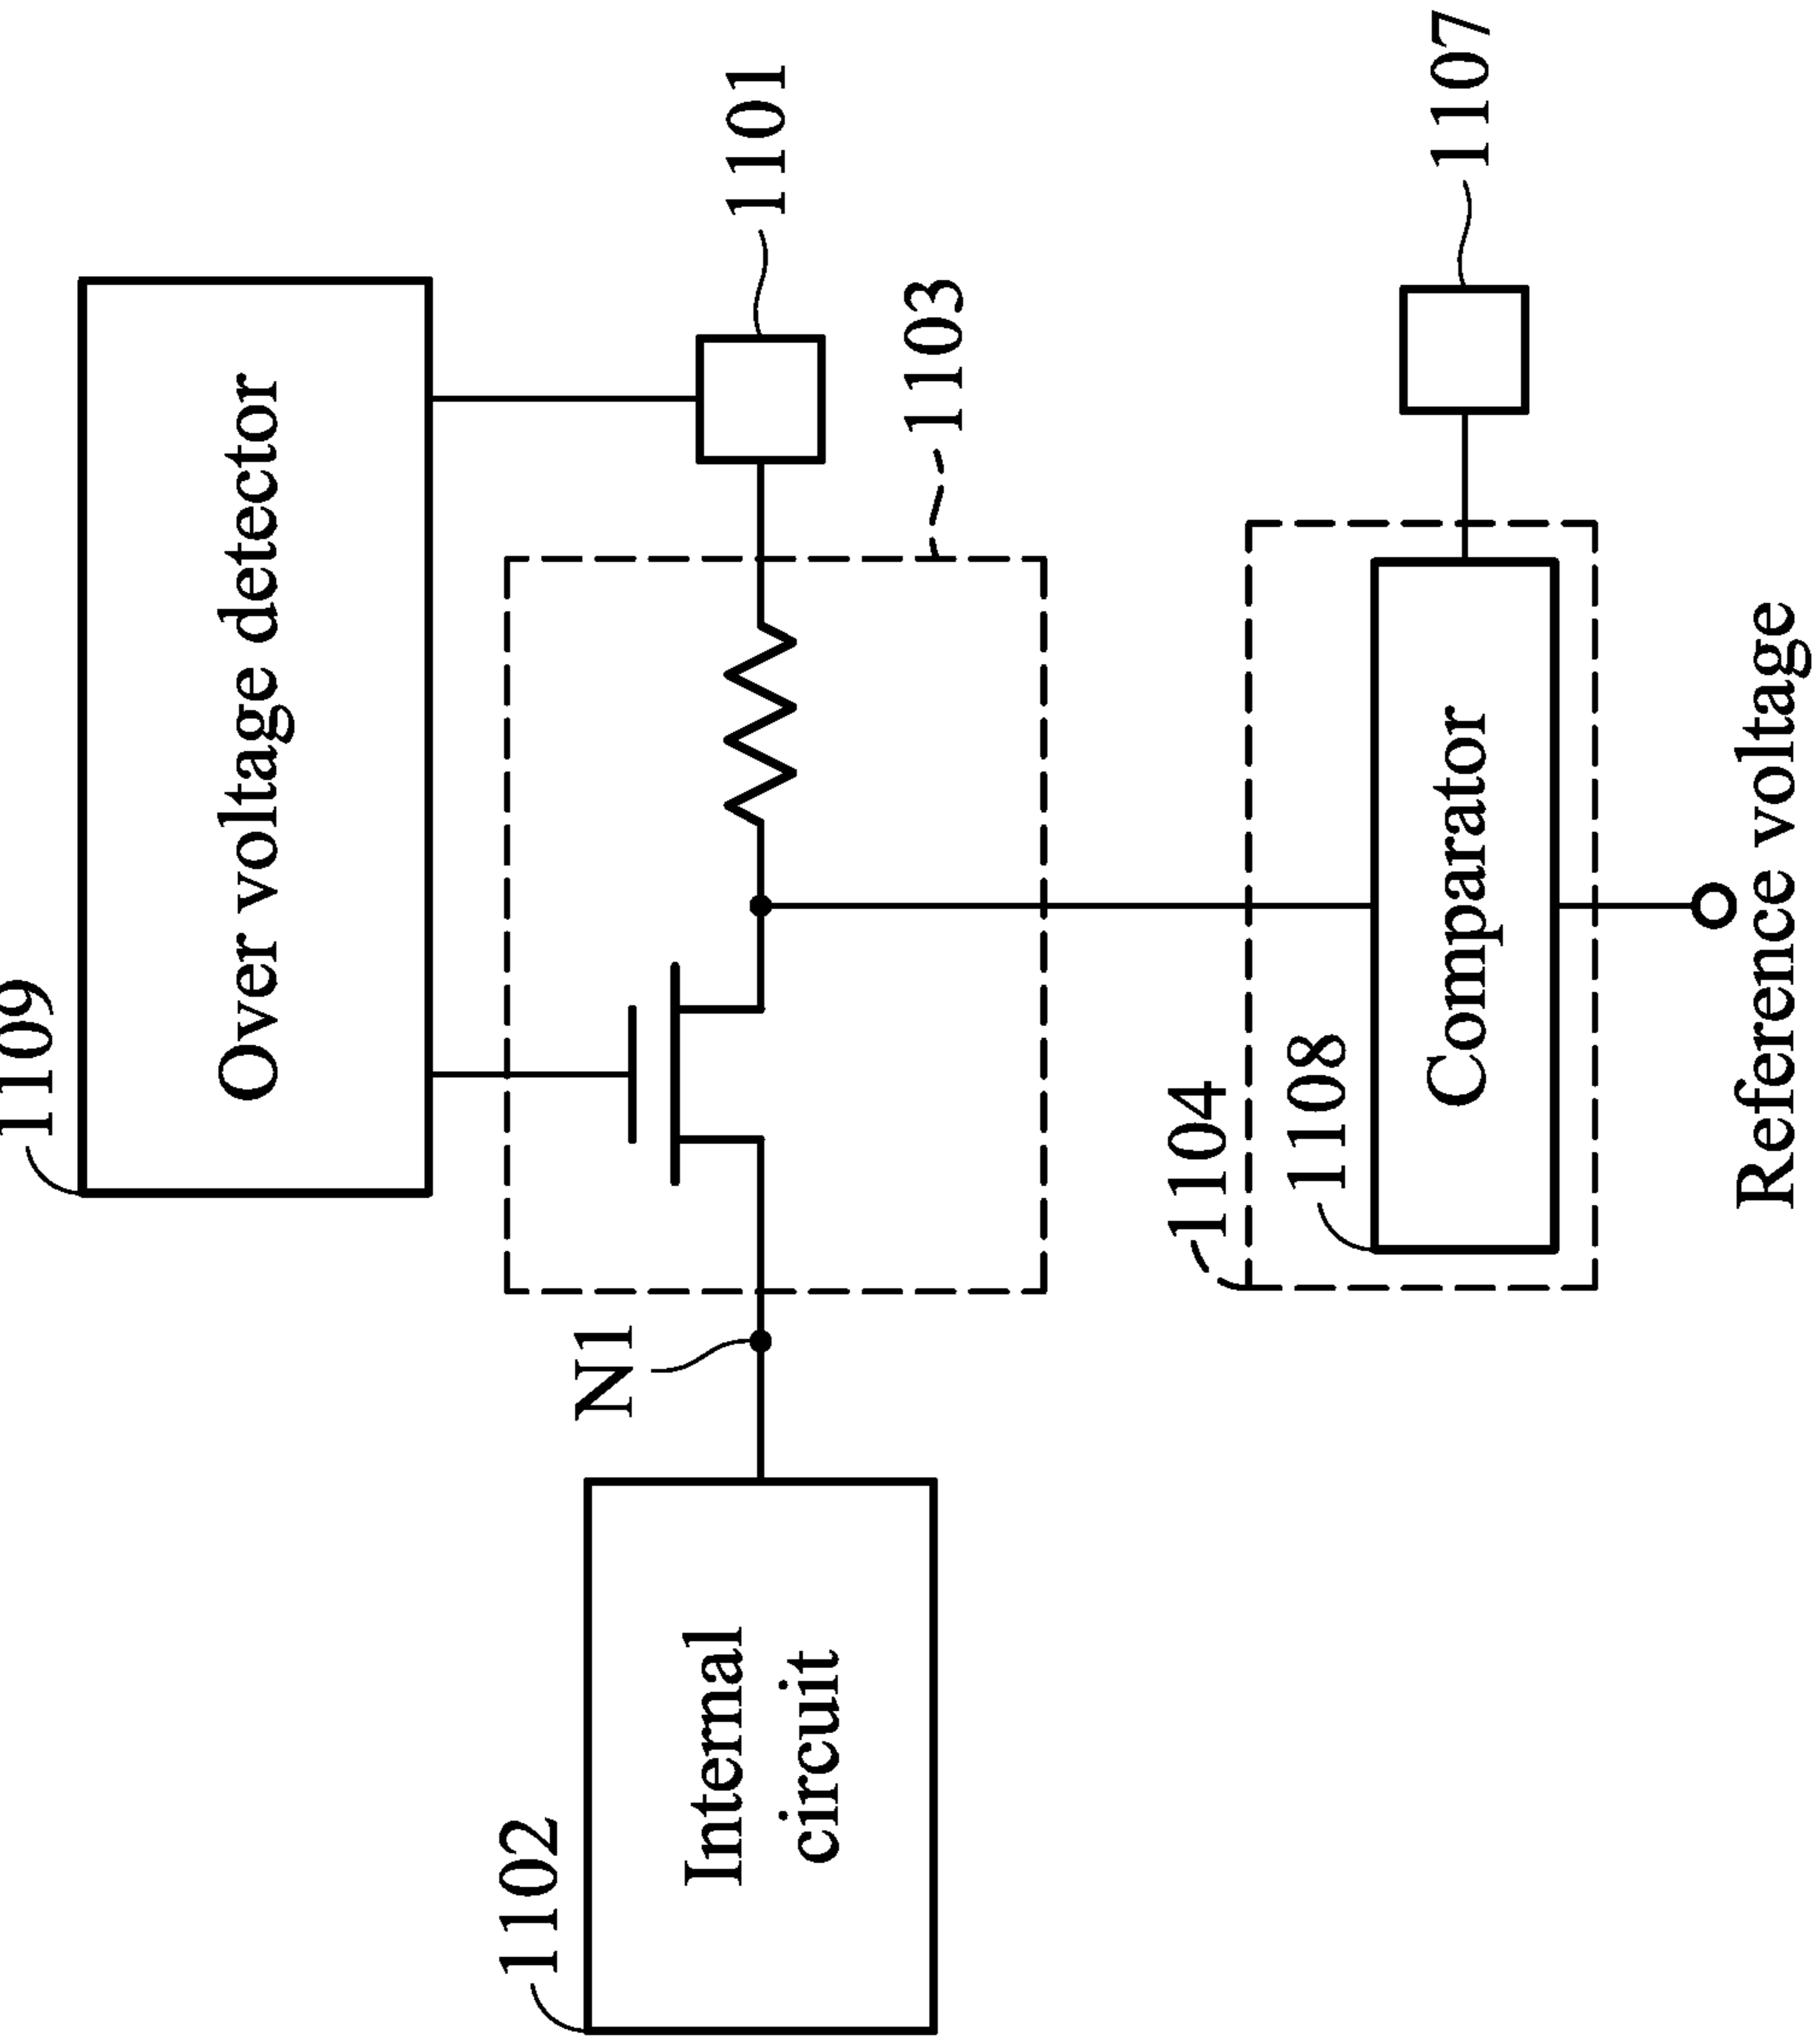 1109
Over voltage detector
1102
N1
Internal
circuit
1101
1103
1104
1108
Comparator
1107
Reference voltage